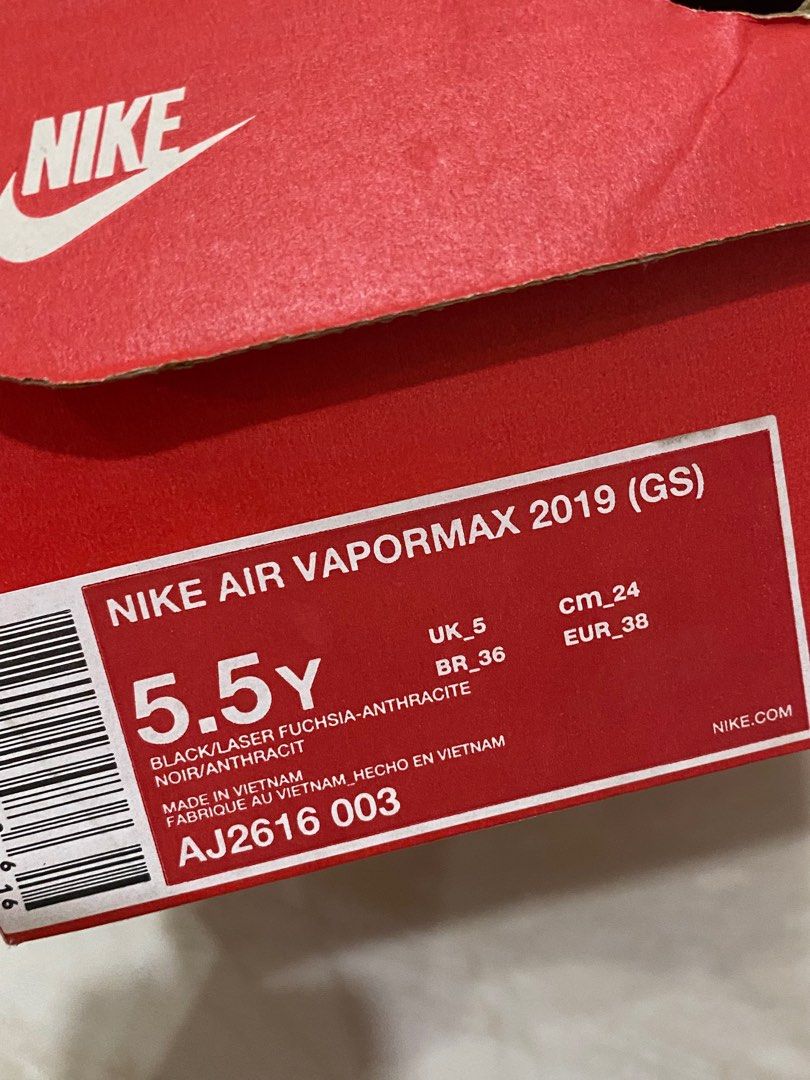 NIKE
NIKE AIR VAPORMAX 2019 (GS)
5.5Y
UK_5 cm_24
BR_36 EUR_38
BLACK/LASER FUCHSIA-ANTHRACITE
NOIR/ANTHRACIT
MADE IN VIETNAM
FABRIQUE AU VIETNAM_HECHO EN VIETNAM
NIKE.COM
AJ2616 003